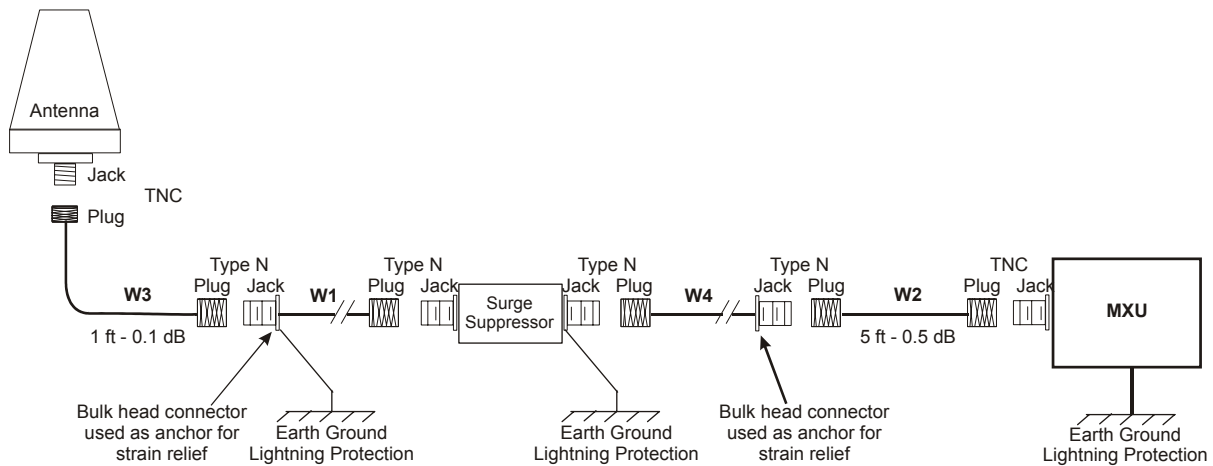 Antenna
Jack
TNC
Plug
Type N
Plug Jack
W3
1 ft - 0.1 dB
W1
Type N
Plug Jack
Surge
Suppressor
Type N
Jack Plug
W4
Type N
Jack Plug
W2
5 ft - 0.5 dB
TNC
Plug Jack
MXU
Bulk head connector
used as anchor for
strain relief
Earth Ground
Lightning Protection
Earth Ground
Lightning Protection
Bulk head connector
used as anchor for
strain relief
Earth Ground
Lightning Protection